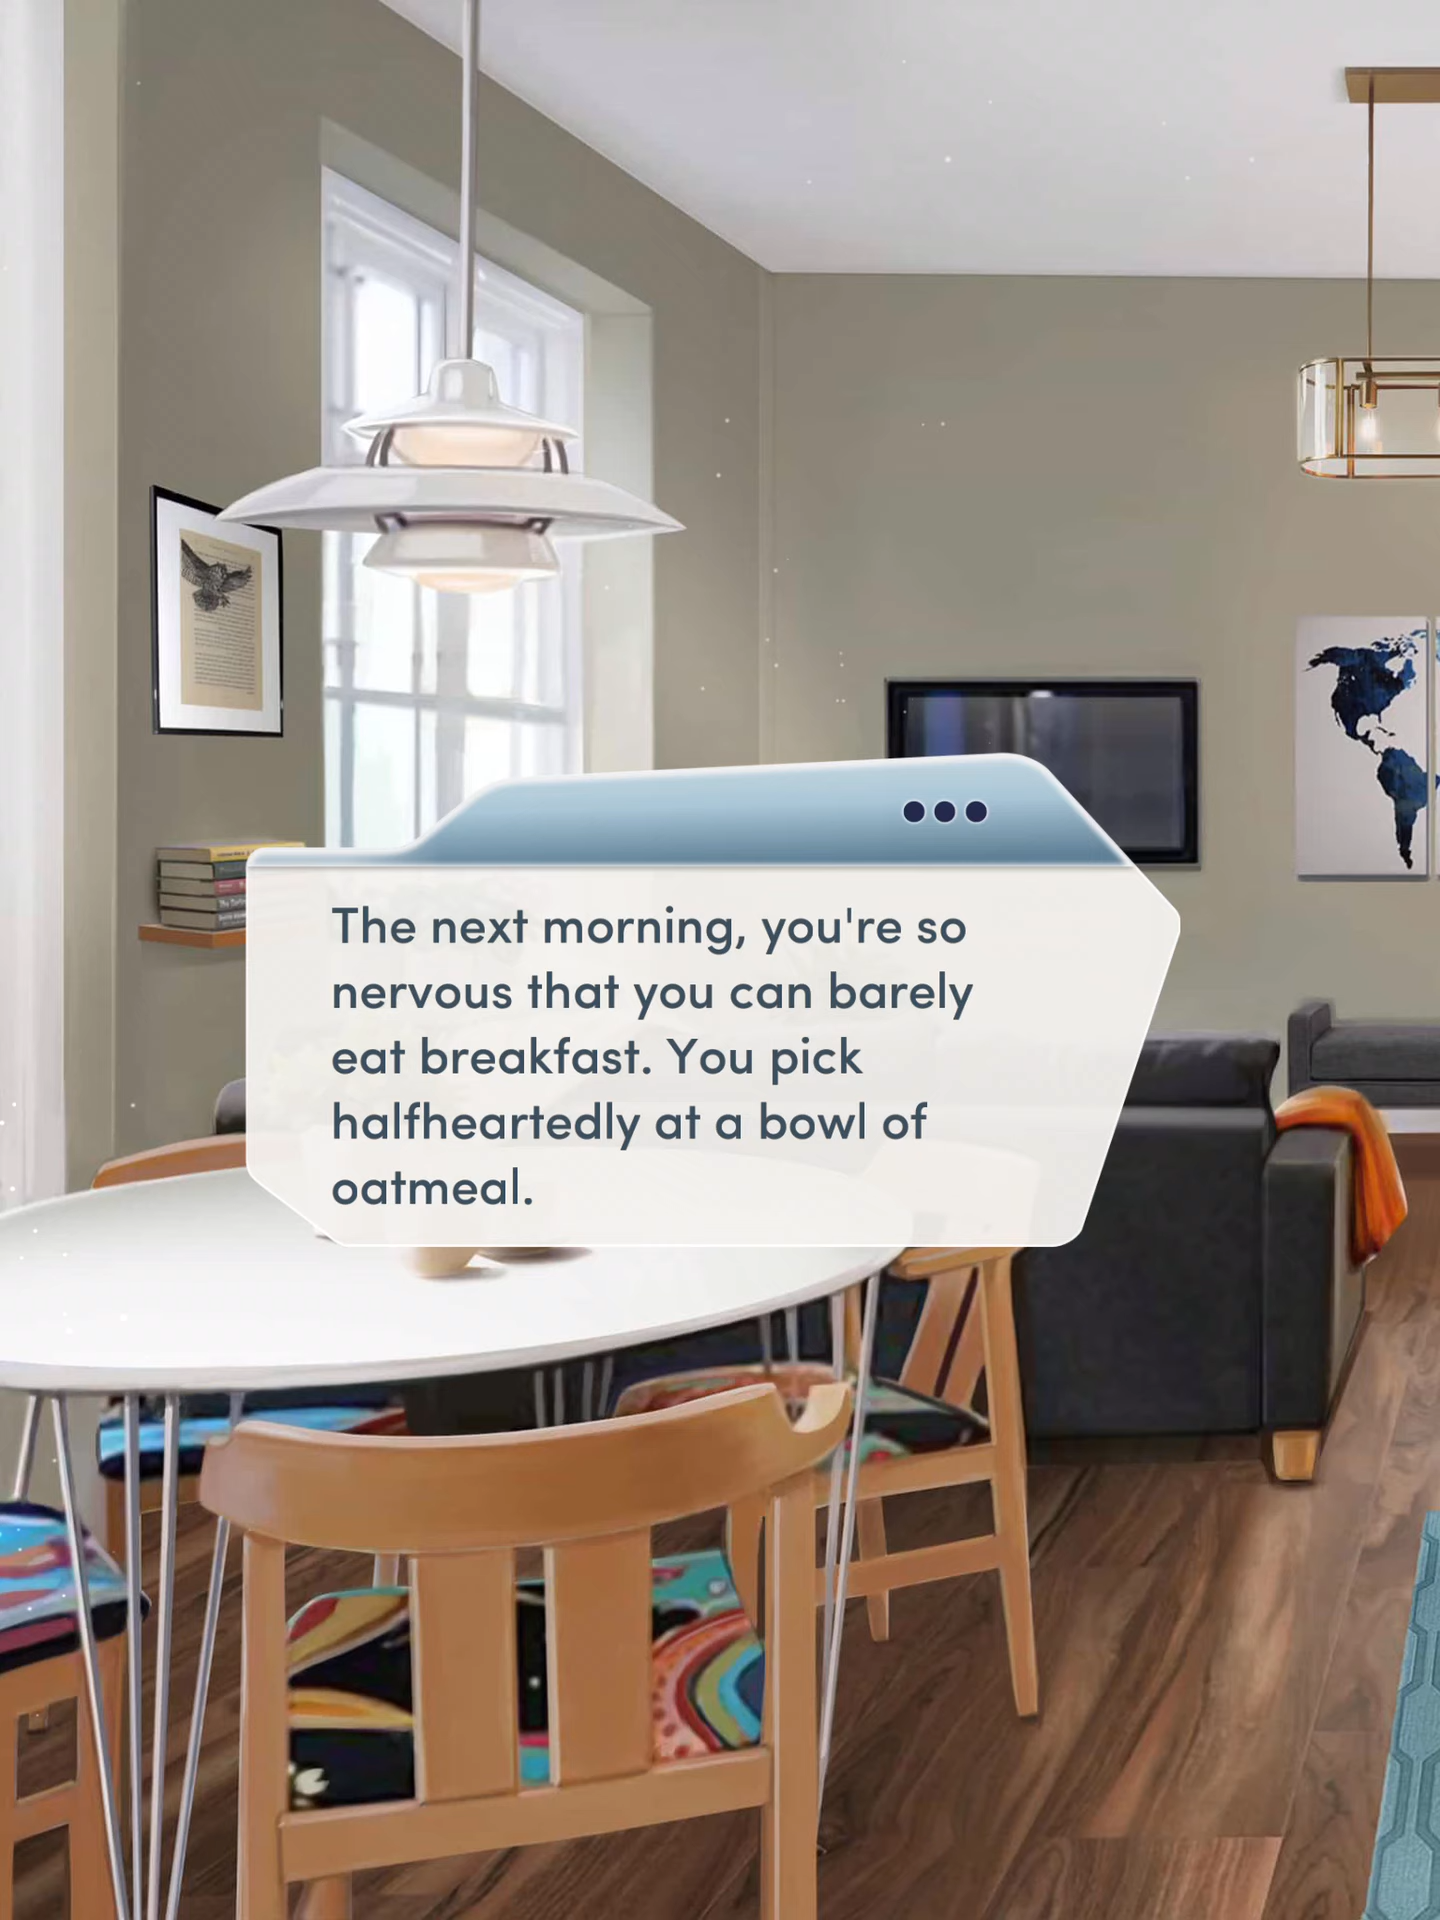 The next morning, you're so
nervous that you can barely
eat breakfast. You pick
halfheartedly at a bowl of
oatmeal.